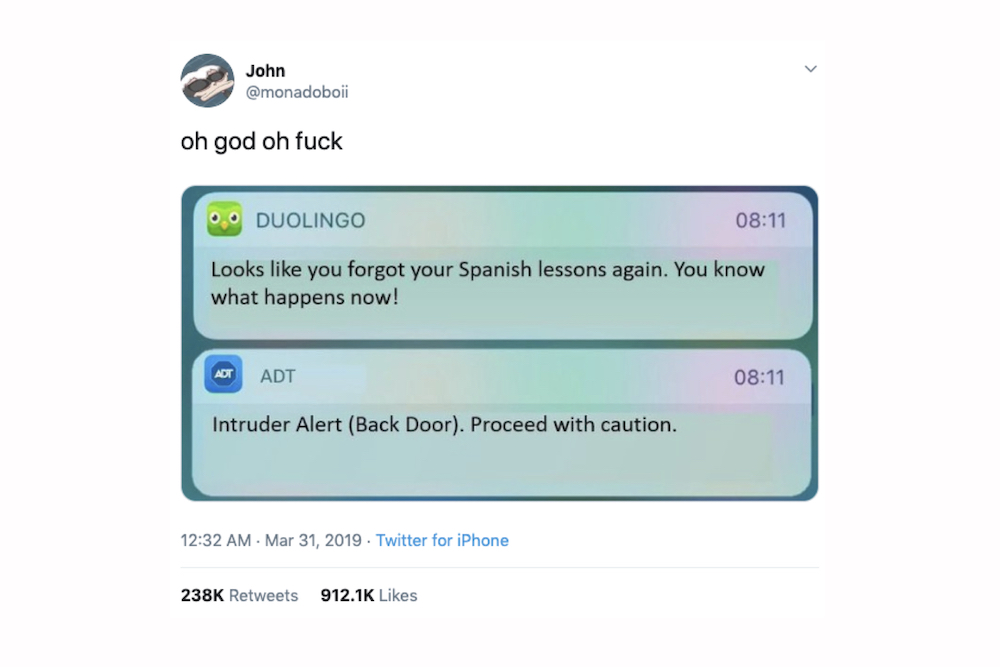 John
@monadoboii
oh god oh fuck
DUOLINGO 08:11
Looks like you forgot your Spanish lessons again. You know
what happens now!
ADT ADT 08:11
Intruder Alert (Back Door). Proceed with caution.
12:32 AM · Mar 31, 2019 · Twitter for iPhone
238K Retweets 912.1K Likes